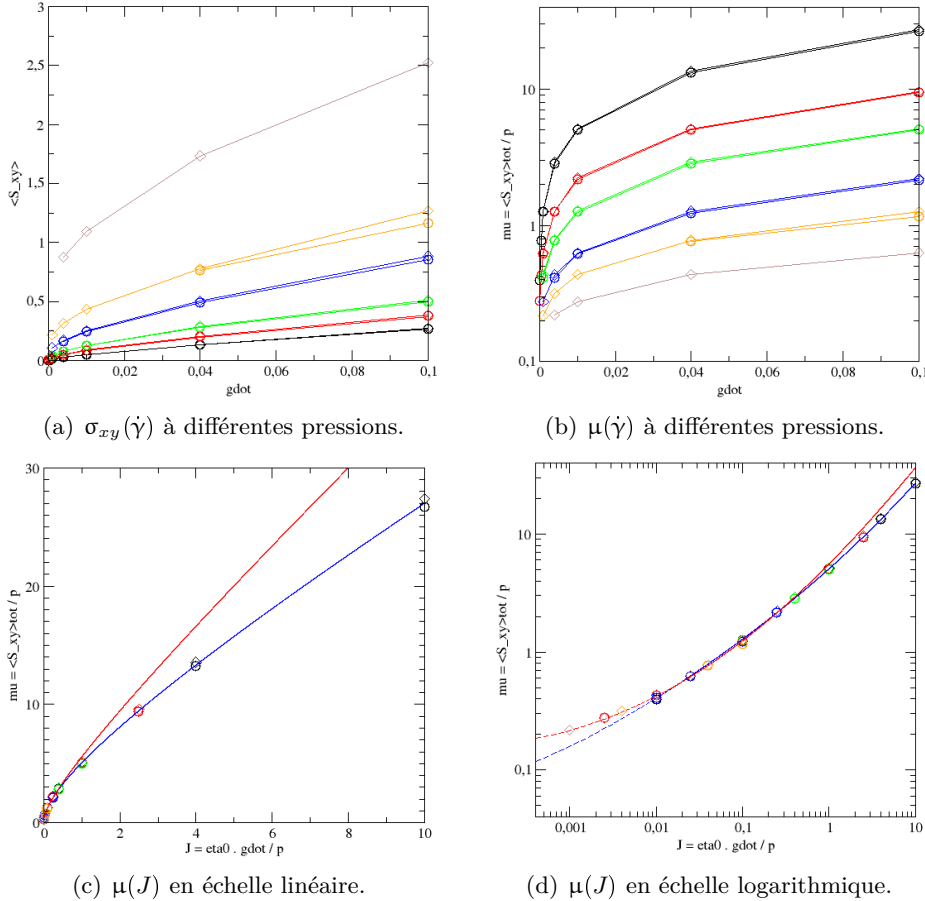 3
2,5
2
1,5
1
0,5
0
<S_xy>
0 0,02 0,04 0,06 0,08 0,1
gdot
10
1
0,1
mu = <S_xy>tot / p
0 0,02 0,04 0,06 0,08 0,1
gdot
(a) σxy(γ̇) à différentes pressions.
(b) µ(γ̇) à différentes pressions.
30
20
10
0
mu = <S_xy>tot / p
0 2 4 6 8 10
J = eta0 . gdot / p
10
1
0,1
mu = <S_xy>tot / p
0,001 0,01 0,1 1 10
J = eta0 . gdot / p
(c) µ(J) en échelle linéaire.
(d) µ(J) en échelle logarithmique.